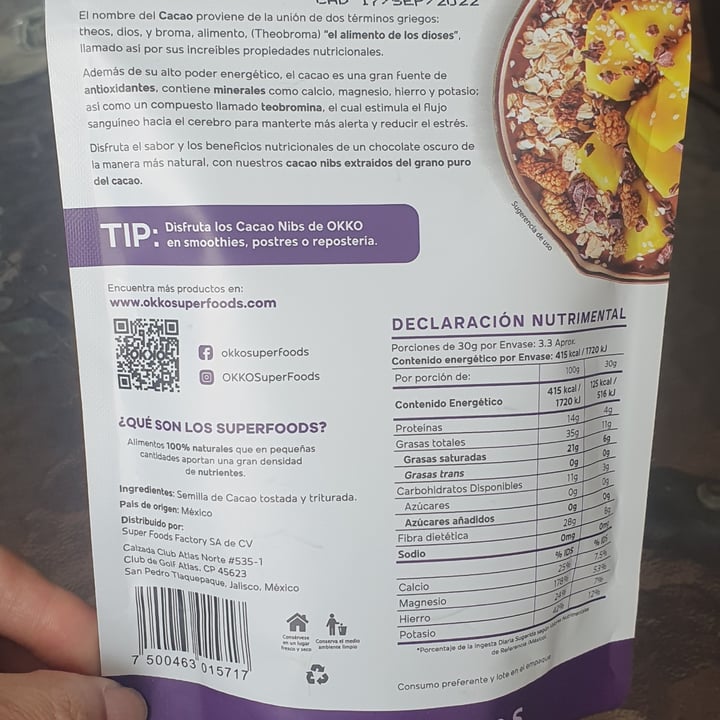 CAD 17/SEP/2022
El nombre del Cacao proviene de la unión de dos términos griegos:
theos, dios, y broma, alimento, (Theobroma) "el alimento de los dioses",
llamado así por sus increíbles propiedades nutricionales.
Además de su alto poder energético, el cacao es una gran fuente de
antioxidantes, contiene minerales como calcio, magnesio, hierro y potasio;
así como un compuesto llamado teobromina, el cual estimula el flujo
sanguíneo hacia el cerebro para manterte más alerta y reducir el estrés.
Disfruta el sabor y los beneficios nutricionales de un chocolate oscuro de
la manera más natural, con nuestros cacao nibs extraidos del grano puro
del cacao.
Sugerencia de uso
TIP: Disfruta los Cacao Nibs de OKKO
en smoothies, postres o repostería.
Encuentra más productos en:
www.okkosuperfoods.com
okkosuperfoods
OKKOSuperFoods
¿QUÉ SON LOS SUPERFOODS?
Alimentos 100% naturales que en pequeñas
cantidades aportan una gran densidad
de nutrientes.
Ingredientes: Semilla de Cacao tostada y triturada.
País de origen: México
Distribuido por:
Super Foods Factory SA de CV
Calzada Club Atlas Norte #535-1
Club de Golf Atlas. CP 45623
San Pedro Tlaquepaque, Jalisco, México
7 500463 015717
Consérvese
en un lugar
fresco y seco
Conserva el medio
ambiente limpio
DECLARACIÓN NUTRIMENTAL
Porciones de 30g por Envase: 3.3 Aprox.
Contenido energético por Envase: 415 kcal / 1720 kJ
Por porción de: 100g 30g
Contenido Energético 415 kcal / 1720 kJ 125 kcal / 516 kJ
Proteínas 14g 4g
Grasas totales 35g 11g
Grasas saturadas 21g 6g
Grasas trans 0g 0g
Carbohidratos Disponibles 11g 3g
Azúcares 0g 0g
Azúcares añadidos 0g 0g
Fibra dietética 28g 8g
Sodio 0mg 0mg
% IDS % IDS
Calcio 25% 7.5%
Magnesio 178% 53%
Hierro 24% 7%
Potasio 42% 12%
*Porcentaje de la Ingesta Diaria Sugerida según Valores Nutrimentales
de Referencia (México)
Consumo preferente y lote en el empaque